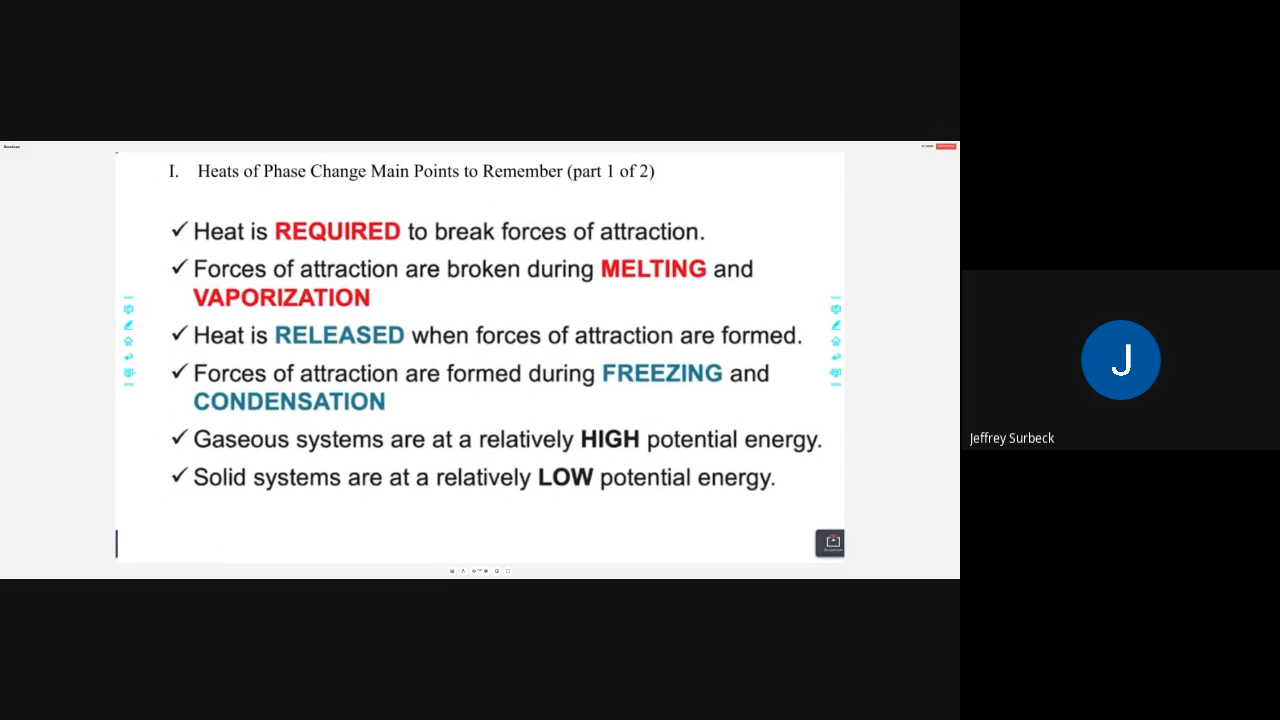 I. Heats of Phase Change Main Points to Remember (part 1 of 2)
✓ Heat is REQUIRED to break forces of attraction.
✓ Forces of attraction are broken during MELTING and
VAPORIZATION
✓ Heat is RELEASED when forces of attraction are formed.
✓ Forces of attraction are formed during FREEZING and
CONDENSATION
✓ Gaseous systems are at a relatively HIGH potential energy.
✓ Solid systems are at a relatively LOW potential energy.
J
Jeffrey Surbeck